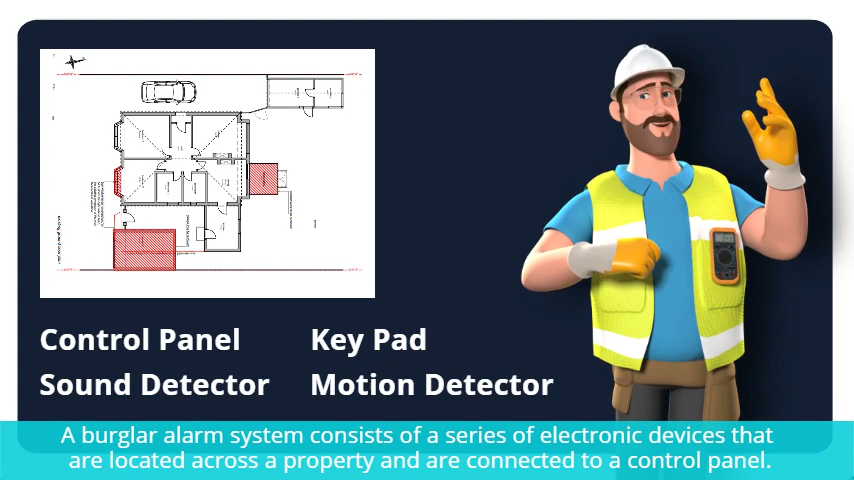 Control Panel
Key Pad
Sound Detector
Motion Detector
A burglar alarm system consists of a series of electronic devices that
are located across a property and are connected to a control panel.